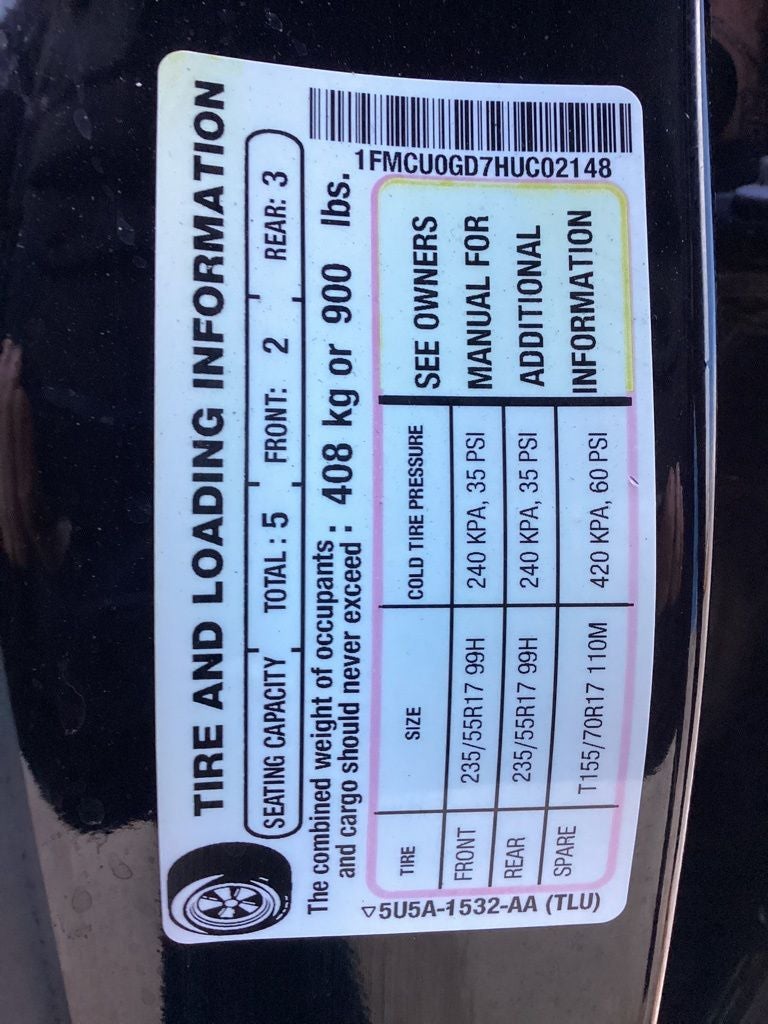 TIRE AND LOADING INFORMATION
SEATING CAPACITY TOTAL : 5 FRONT: 2 REAR: 3
The combined weight of occupants
and cargo should never exceed : 408 kg or 900 lbs.
1FMCU0GD7HUC02148
TIRE SIZE COLD TIRE PRESSURE
FRONT 235/55R17 99H 240 KPA, 35 PSI
REAR 235/55R17 99H 240 KPA, 35 PSI
SPARE T155/70R17 110M 420 KPA, 60 PSI
SEE OWNERS
MANUAL FOR
ADDITIONAL
INFORMATION
▽5U5A-1532-AA (TLU)